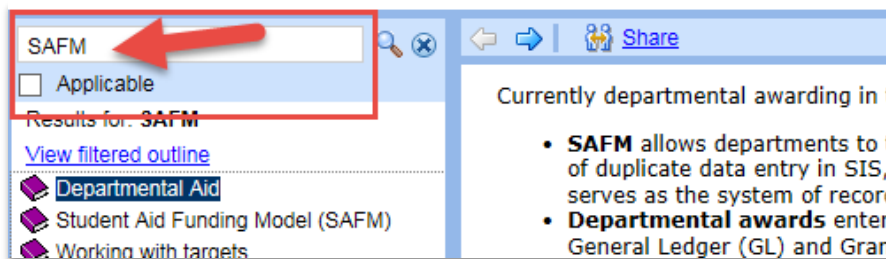 SAFM
Share
Applicable
Results for: SAFM
View filtered outline
Departmental Aid
Student Aid Funding Model (SAFM)
Working with targets
Currently departmental awarding in
• SAFM allows departments to
of duplicate data entry in SIS,
serves as the system of recor
• Departmental awards enter
General Ledger (GL) and Gran